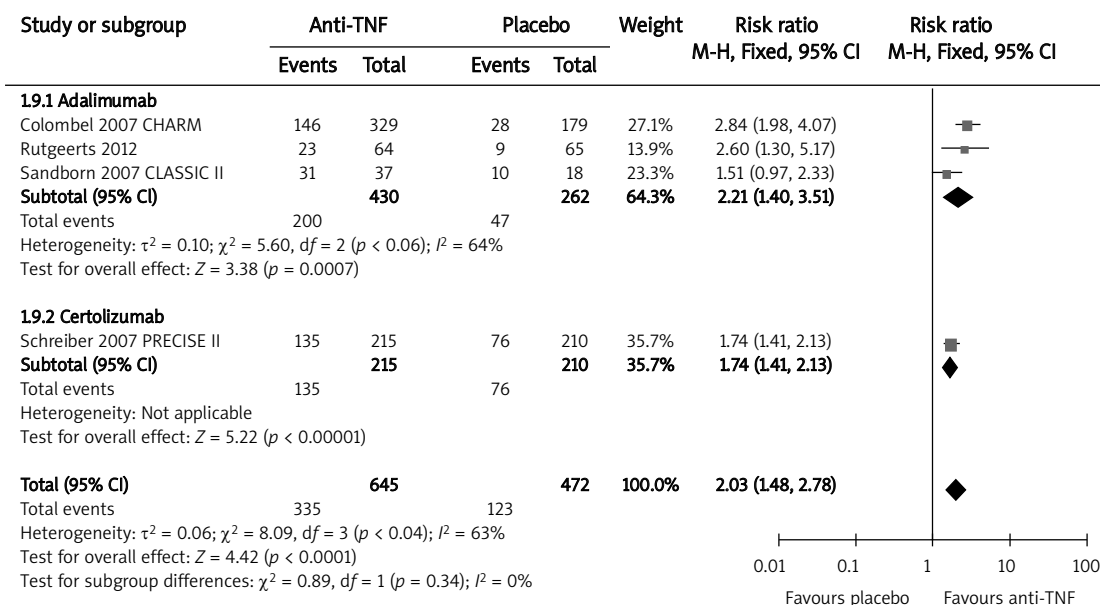 Study or subgroup Anti-TNF Placebo Weight Risk ratio Risk ratio
Events Total Events Total M-H, Fixed, 95% CI M-H, Fixed, 95% CI
1.9.1 Adalimumab
Colombel 2007 CHARM 146 329 28 179 27.1% 2.84 (1.98, 4.07)
Rutgeerts 2012 23 64 9 65 13.9% 2.60 (1.30, 5.17)
Sandborn 2007 CLASSIC II 31 37 10 18 23.3% 1.51 (0.97, 2.33)
Subtotal (95% CI) 430 262 64.3% 2.21 (1.40, 3.51)
Total events 200 47
Heterogeneity: τ² = 0.10; χ² = 5.60, df = 2 (p < 0.06); I² = 64%
Test for overall effect: Z = 3.38 (p = 0.0007)
1.9.2 Certolizumab
Schreiber 2007 PRECISE II 135 215 76 210 35.7% 1.74 (1.41, 2.13)
Subtotal (95% CI) 215 210 35.7% 1.74 (1.41, 2.13)
Total events 135 76
Heterogeneity: Not applicable
Test for overall effect: Z = 5.22 (p < 0.00001)
Total (95% CI) 645 472 100.0% 2.03 (1.48, 2.78)
Total events 335 123
Heterogeneity: τ² = 0.06; χ² = 8.09, df = 3 (p < 0.04); I² = 63%
Test for overall effect: Z = 4.42 (p < 0.0001)
Test for subgroup differences: χ² = 0.89, df = 1 (p = 0.34); I² = 0%
0.01 0.1 1 10 100
Favours placebo Favours anti-TNF